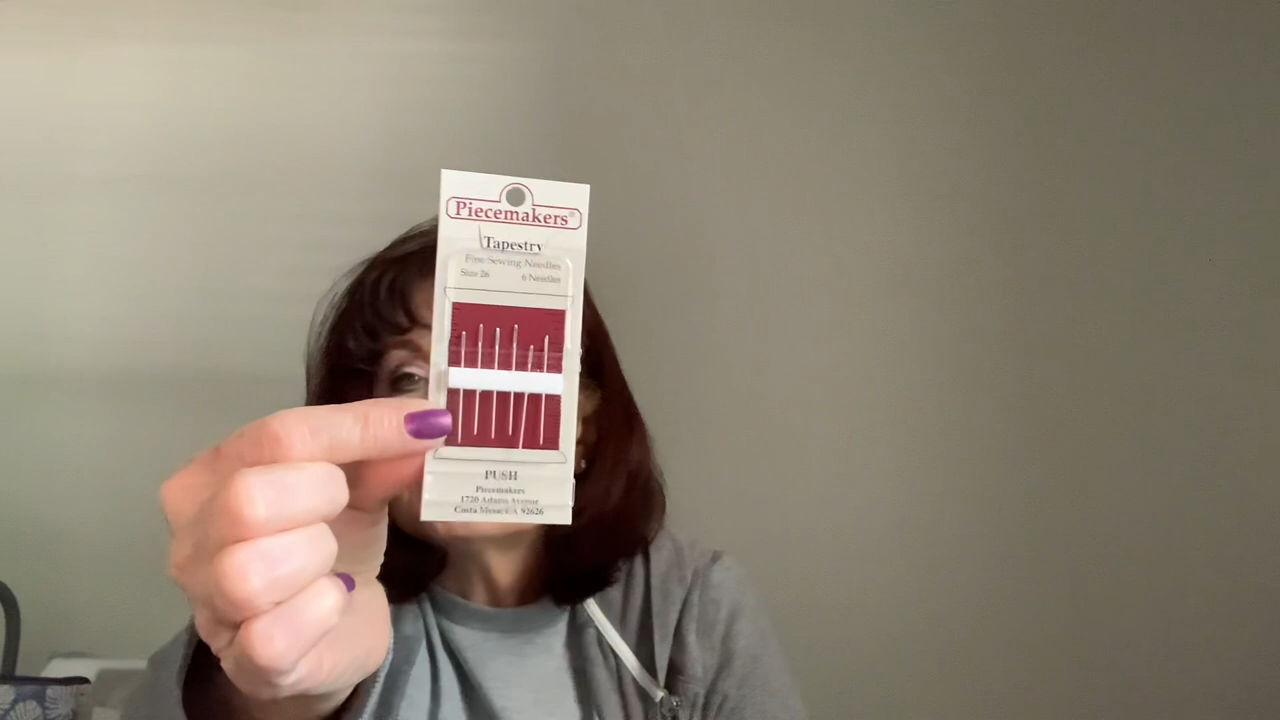 Piecemakers®
Tapestry
Fine Sewing Needles
Size 26 6 Needles
PUSH
Piecemakers
1720 Adams Avenue
Costa Mesa CA 92626